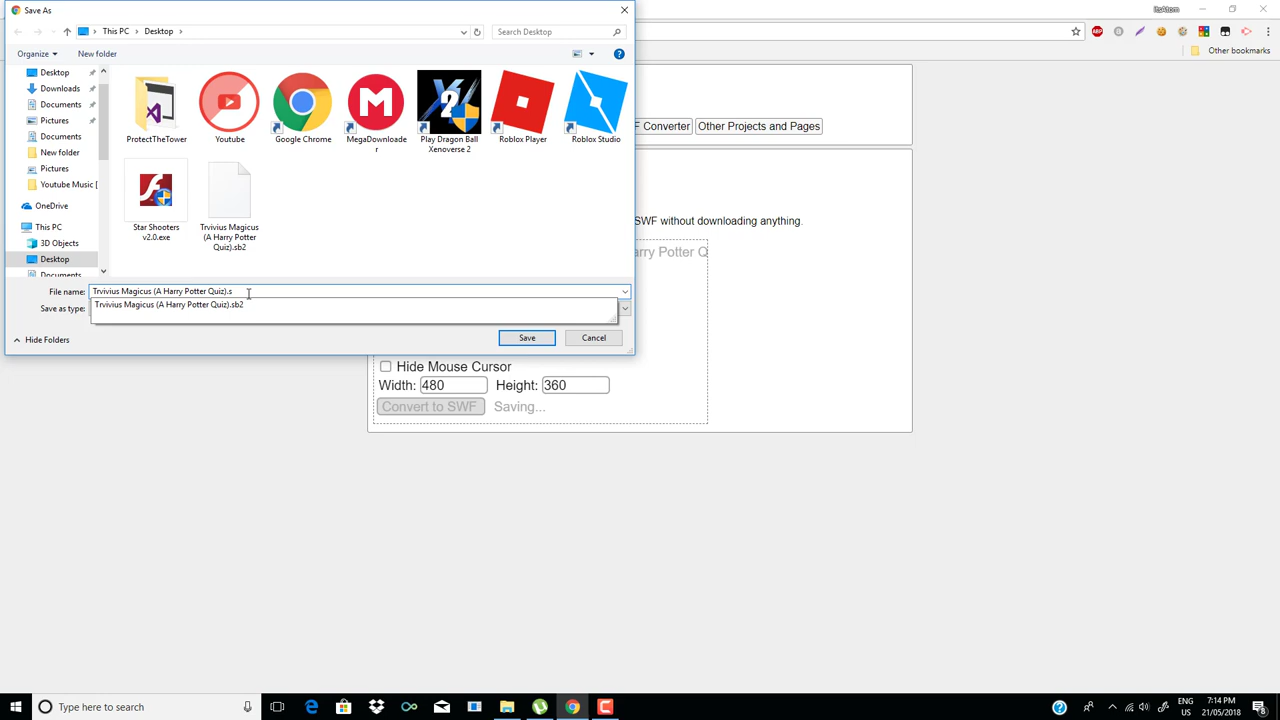 Save As
ItsAtom
This PC
Desktop
Search Desktop
Organize
New folder
Other bookmarks
Desktop
Downloads
Documents
Pictures
Documents
New folder
Pictures
Youtube Music [
OneDrive
This PC
3D Objects
Desktop
Documents
ProtectTheTower
Youtube
Google Chrome
MegaDownloade
r
Play Dragon Ball
Xenoverse 2
Roblox Player
Roblox Studio
Star Shooters
v2.0.exe
Trvivius Magicus
(A Harry Potter
Quiz).sb2
F Converter
Other Projects and Pages
SWF without downloading anything.
arry Potter Q
File name: Trvivius Magicus (A Harry Potter Quiz).s
Trvivius Magicus (A Harry Potter Quiz).sb2
Save as type:
Hide Folders
Save
Cancel
Hide Mouse Cursor
Width: 480 Height: 360
Convert to SWF Saving...
Type here to search
ENG
US
7:14 PM
21/05/2018